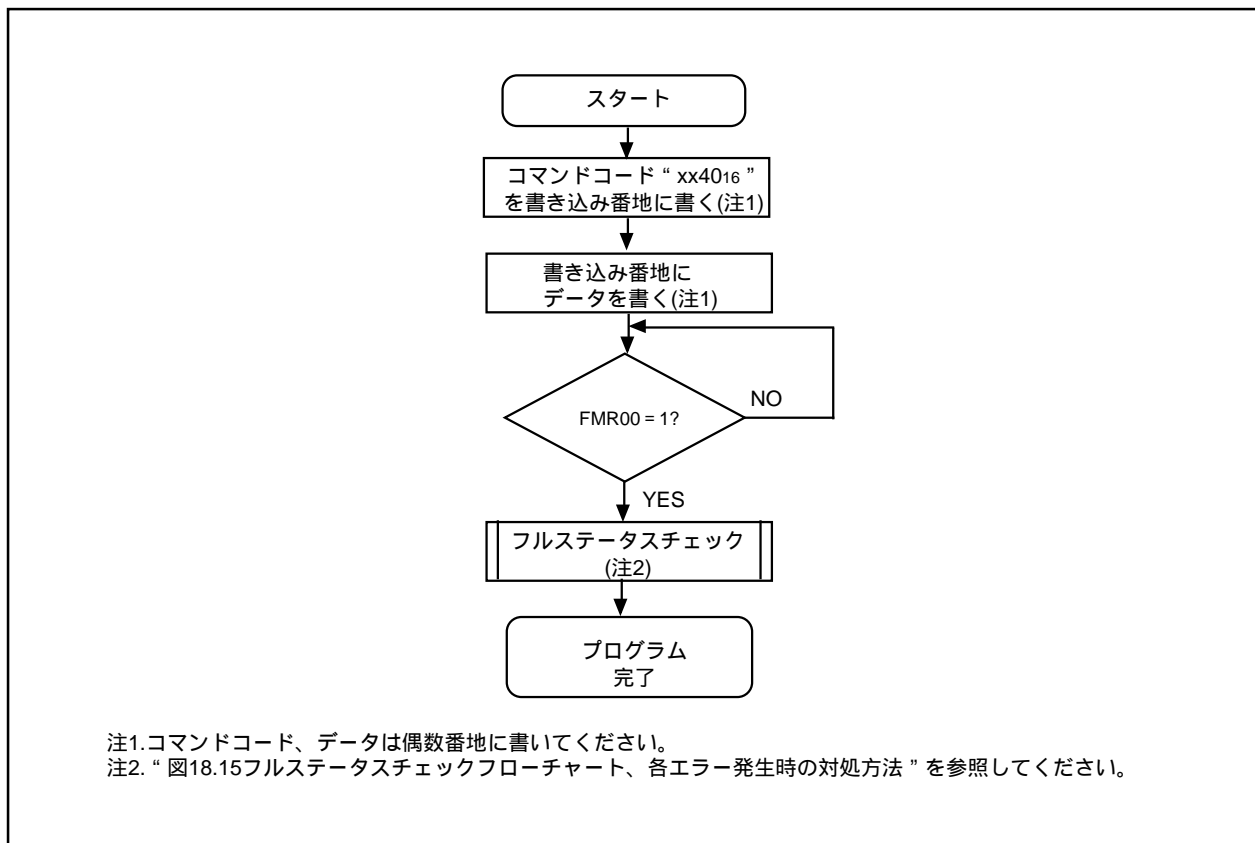 スタート
コマンドコード “ xx4016 ”
を書き込み番地に書く(注1)
書き込み番地に
データを書く(注1)
FMR00 = 1?
NO
YES
フルステータスチェック
(注2)
プログラム
完了
注1.コマンドコード、データは偶数番地に書いてください。
注2. “ 図18.15フルステータスチェックフローチャート、各エラー発生時の対処方法 ” を参照してください。